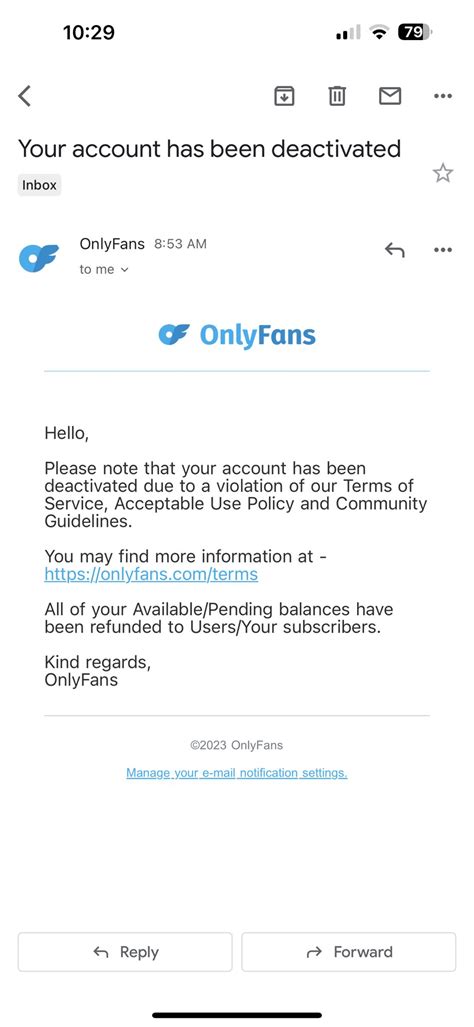 10:29
79
Your account has been deactivated
Inbox
OnlyFans 8:53 AM
to me
OnlyFans
Hello,
Please note that your account has been
deactivated due to a violation of our Terms of
Service, Acceptable Use Policy and Community
Guidelines.
You may find more information at -
https://onlyfans.com/terms
All of your Available/Pending balances have
been refunded to Users/Your subscribers.
Kind regards,
OnlyFans
©2023 OnlyFans
Manage your e-mail notification settings.
Reply
Forward